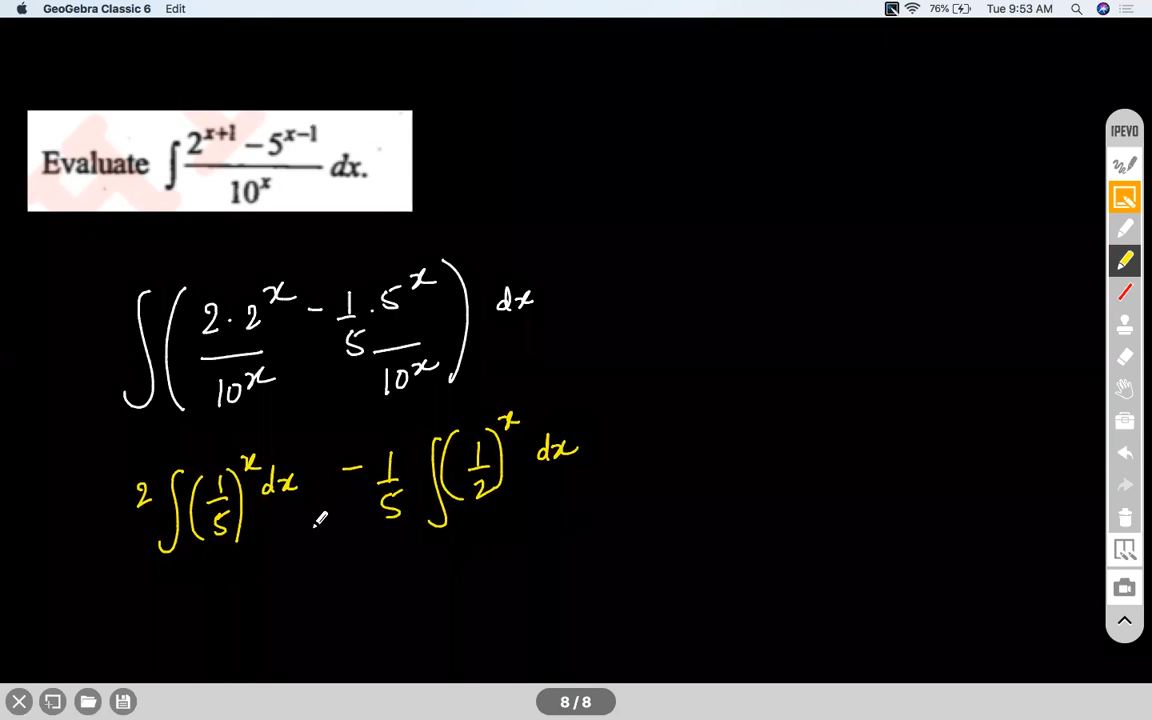 GeoGebra Classic 6 Edit 76% Tue 9:53 AM
IPEVO
Evaluate ∫ (2^{x+1} − 5^{x−1}) / 10^x dx.
∫ ( 2 · 2^x / 10^x − 1/5 · 5^x / 10^x ) dx
2 ∫ (1/5)^x dx − 1/5 ∫ (1/2)^x dx
8 / 8